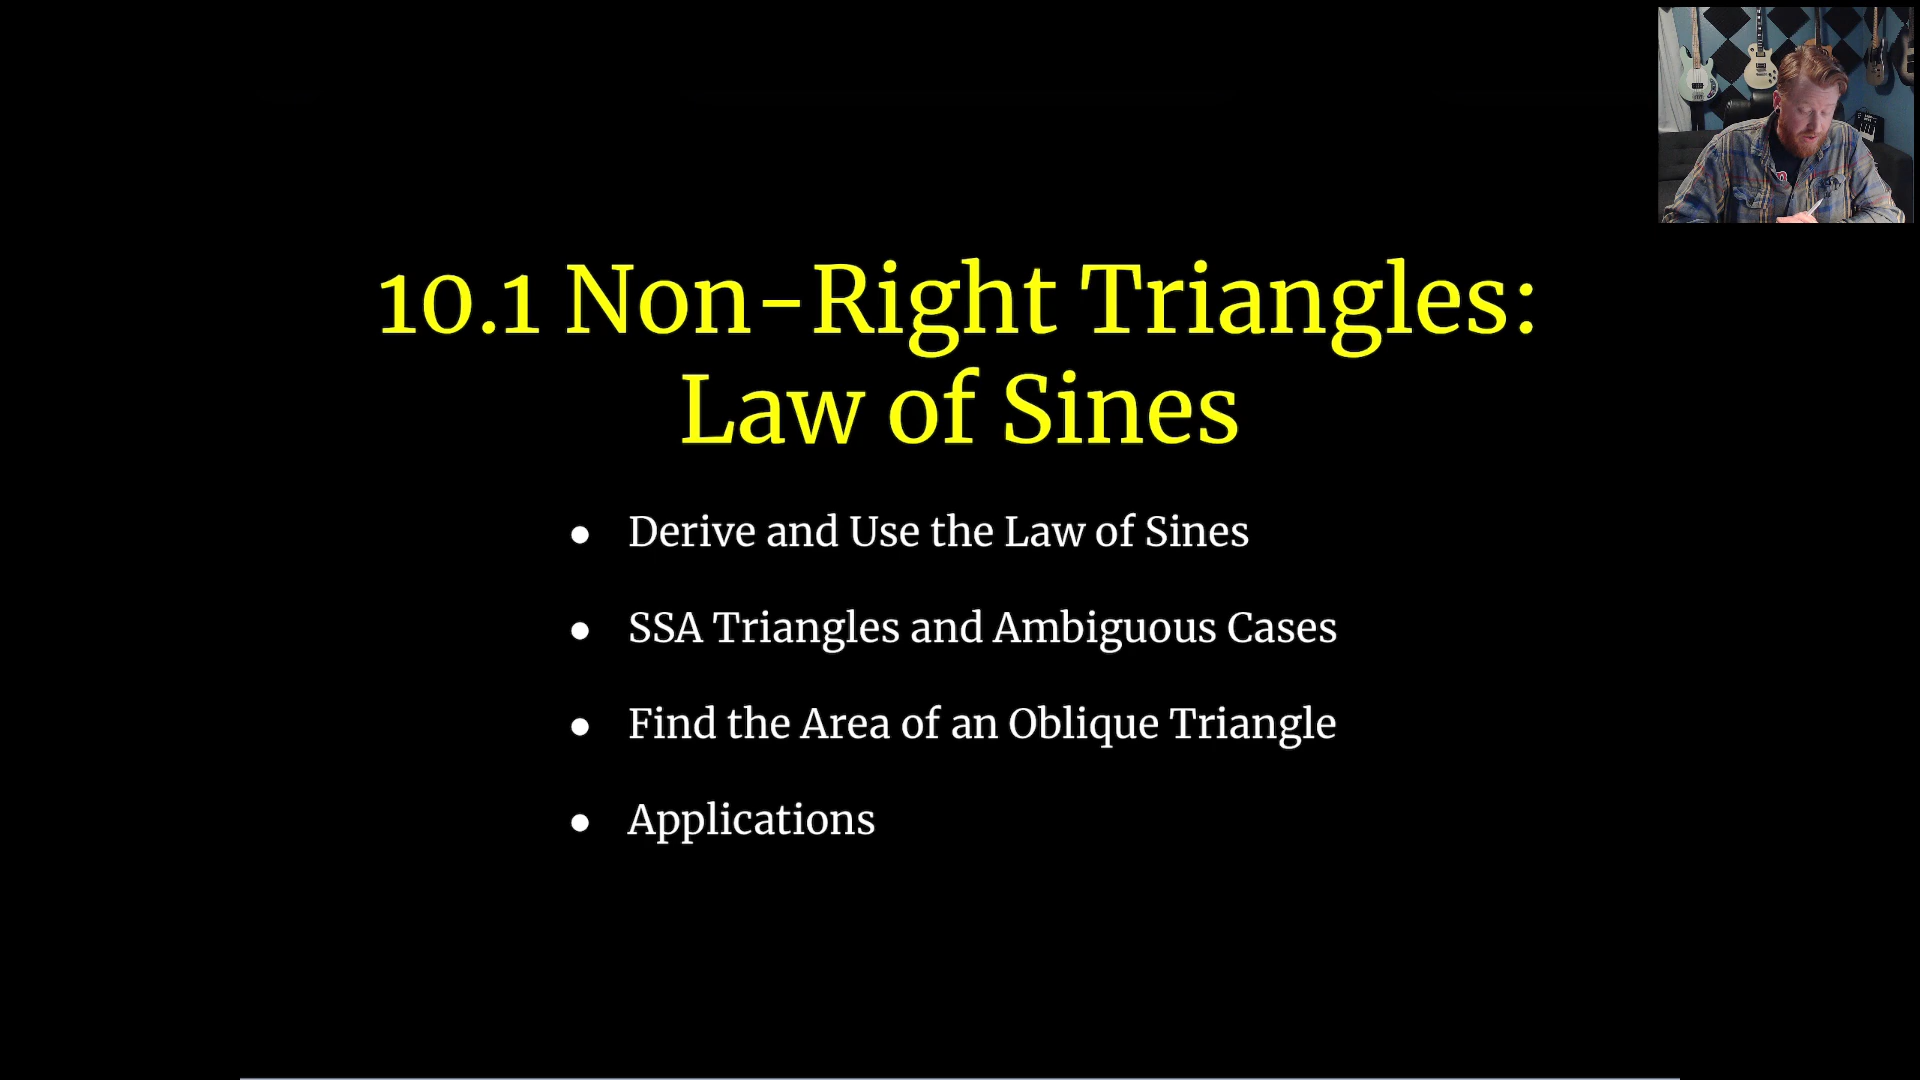 10.1 Non-Right Triangles:
Law of Sines
● Derive and Use the Law of Sines
● SSA Triangles and Ambiguous Cases
● Find the Area of an Oblique Triangle
● Applications